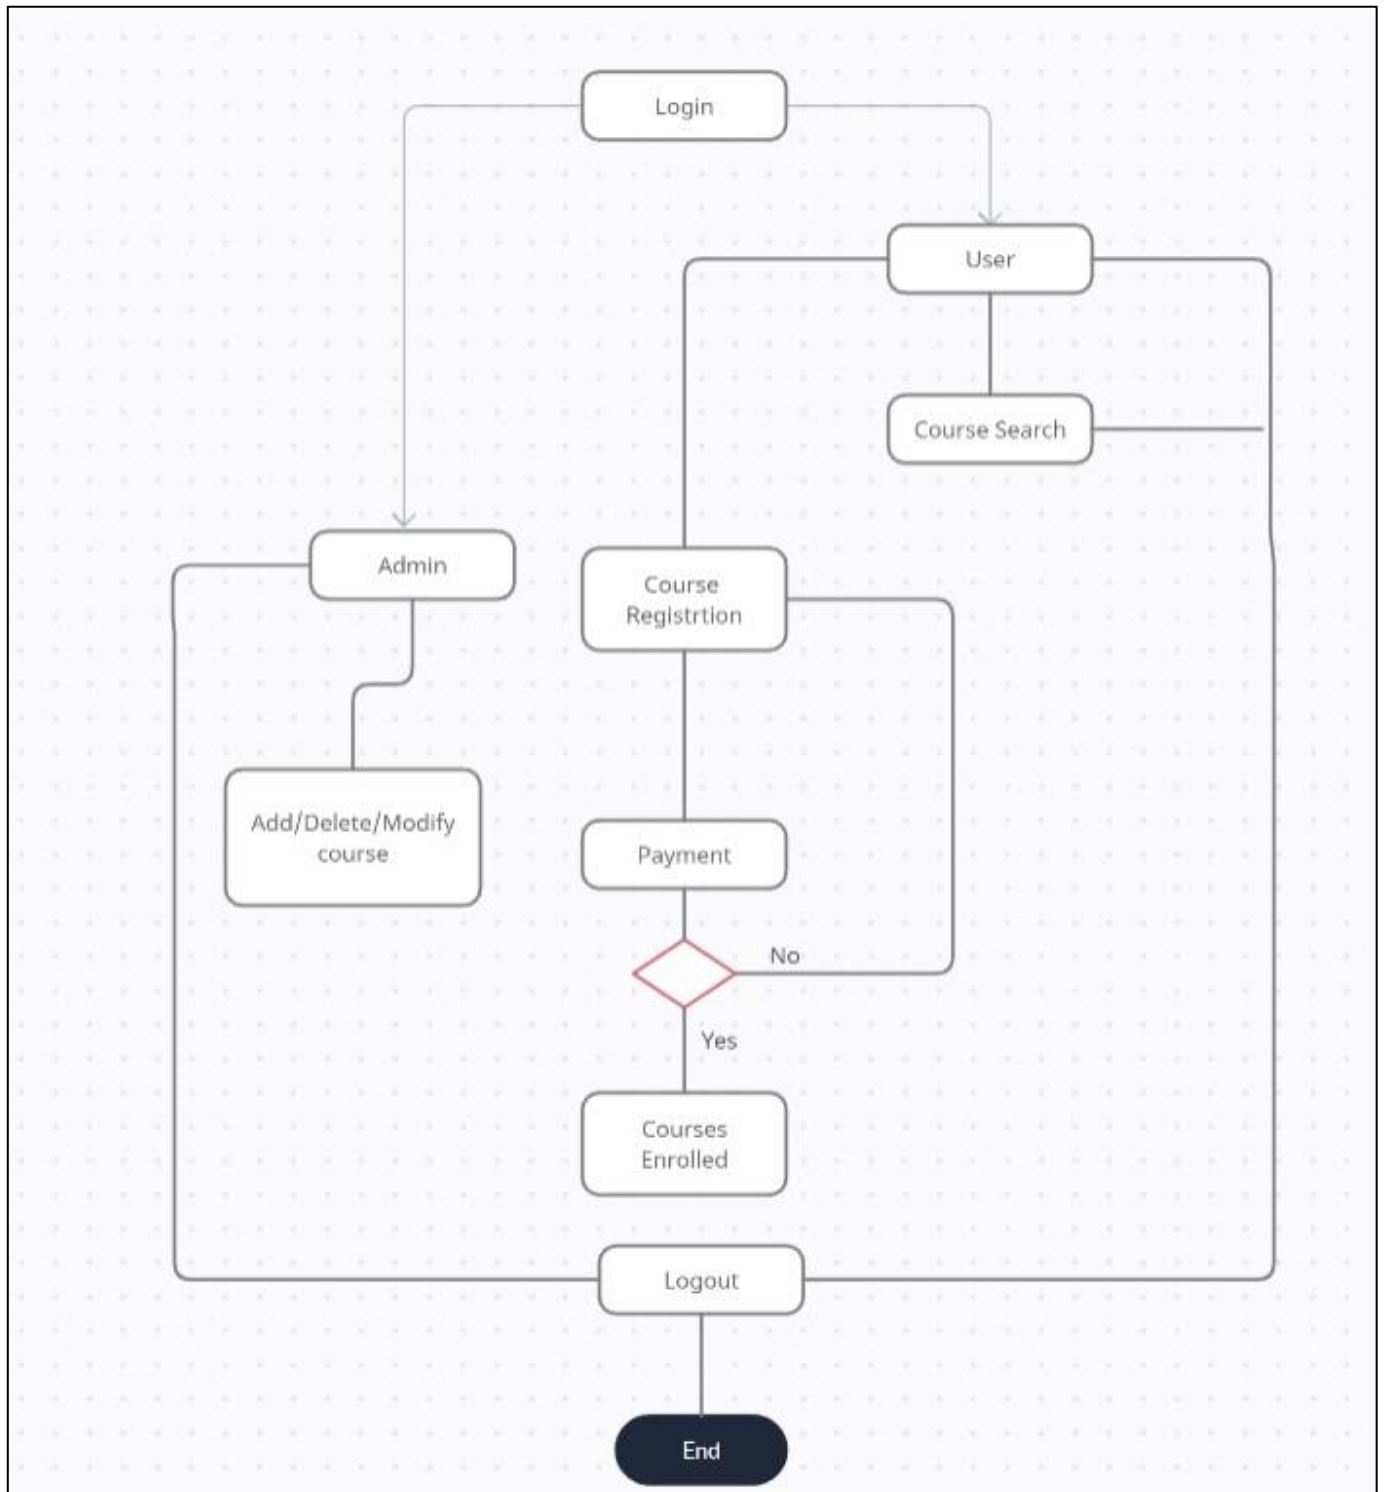 Login
User
Course Search
Admin
Course
Registrtion
Add/Delete/Modify
course
Payment
No
Yes
Courses
Enrolled
Logout
End